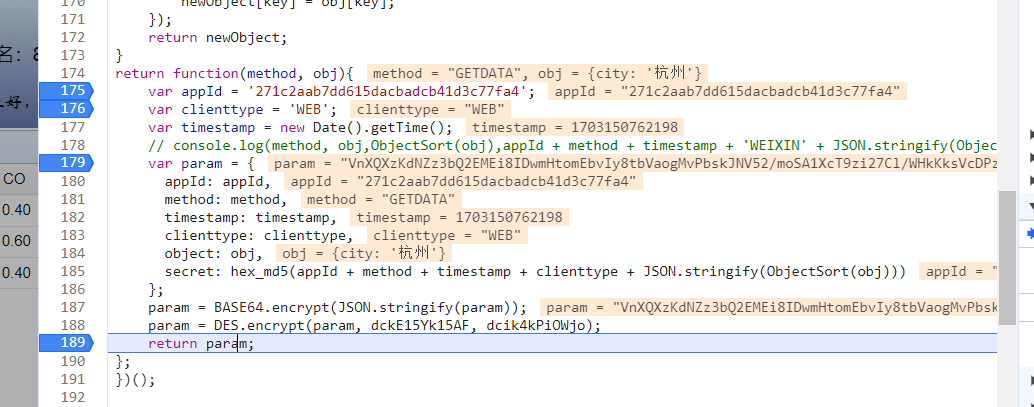 170 newObject[key] = obj[key];
171 });
172 return newObject;
173 }
174 return function(method, obj){ method = "GETDATA", obj = {city: '杭州'}
175 var appId = '271c2aab7dd615dacbadcb41d3c77fa4'; appId = "271c2aab7dd615dacbadcb41d3c77fa4"
176 var clienttype = 'WEB'; clienttype = "WEB"
177 var timestamp = new Date().getTime(); timestamp = 1703150762198
178 // console.log(method, obj,ObjectSort(obj),appId + method + timestamp + 'WEIXIN' + JSON.stringify(Objec
179 var param = { param = "VnXQXzKdNZz3bQ2EMEi8IDwmHtomEbvIy8tbVaogMvPbskJNV52/moSA1XcT9zi27Cl/WHkKksVcDPz
180 appId: appId, appId = "271c2aab7dd615dacbadcb41d3c77fa4"
181 method: method, method = "GETDATA"
182 timestamp: timestamp, timestamp = 1703150762198
183 clienttype: clienttype, clienttype = "WEB"
184 object: obj, obj = {city: '杭州'}
185 secret: hex_md5(appId + method + timestamp + clienttype + JSON.stringify(ObjectSort(obj))) appId = "
186 };
187 param = BASE64.encrypt(JSON.stringify(param)); param = "VnXQXzKdNZz3bQ2EMEi8IDwmHtomEbvIy8tbVaogMvPbsk
188 param = DES.encrypt(param, dckE15Yk15AF, dcik4kPiOWjo);
189 return param;
190 };
191 })();
192
名: 8
好,
CO
0.40
0.60
0.40